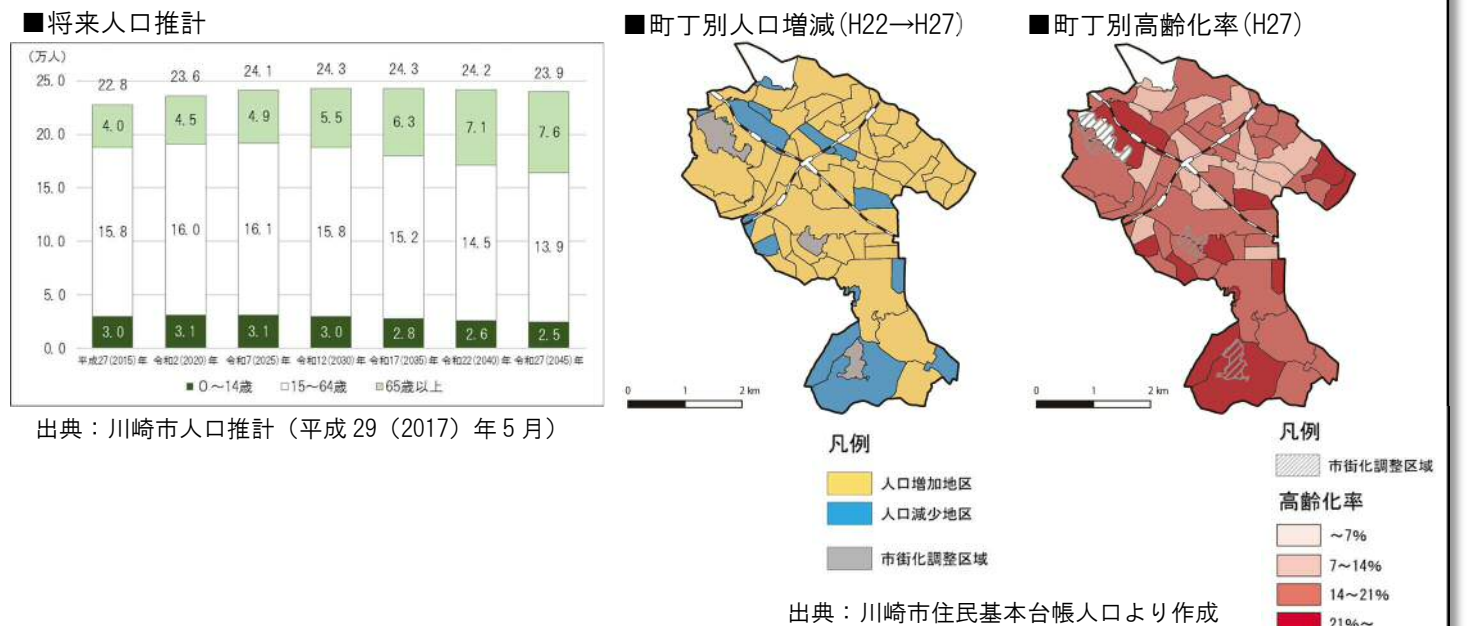 ■将来人口推計
(万人)
25.0
20.0
15.0
10.0
5.0
0.0
22.8 23.6 24.1 24.3 24.3 24.2 23.9
4.0 4.5 4.9 5.5 6.3 7.1 7.6
15.8 16.0 16.1 15.8 15.2 14.5 13.9
3.0 3.1 3.1 3.0 2.8 2.6 2.5
平成27(2015)年 令和2(2020)年 令和7(2025)年 令和12(2030)年 令和17(2035)年 令和22(2040)年 令和27(2045)年
■0～14歳 □15～64歳 ■65歳以上
出典：川崎市人口推計（平成29（2017）年5月）
■町丁別人口増減(H22→H27)
0 1 2 km
凡例
人口増加地区
人口減少地区
市街化調整区域
■町丁別高齢化率(H27)
0 1 2 km
凡例
市街化調整区域
高齢化率
～7%
7～14%
14～21%
21%～
出典：川崎市住民基本台帳人口より作成